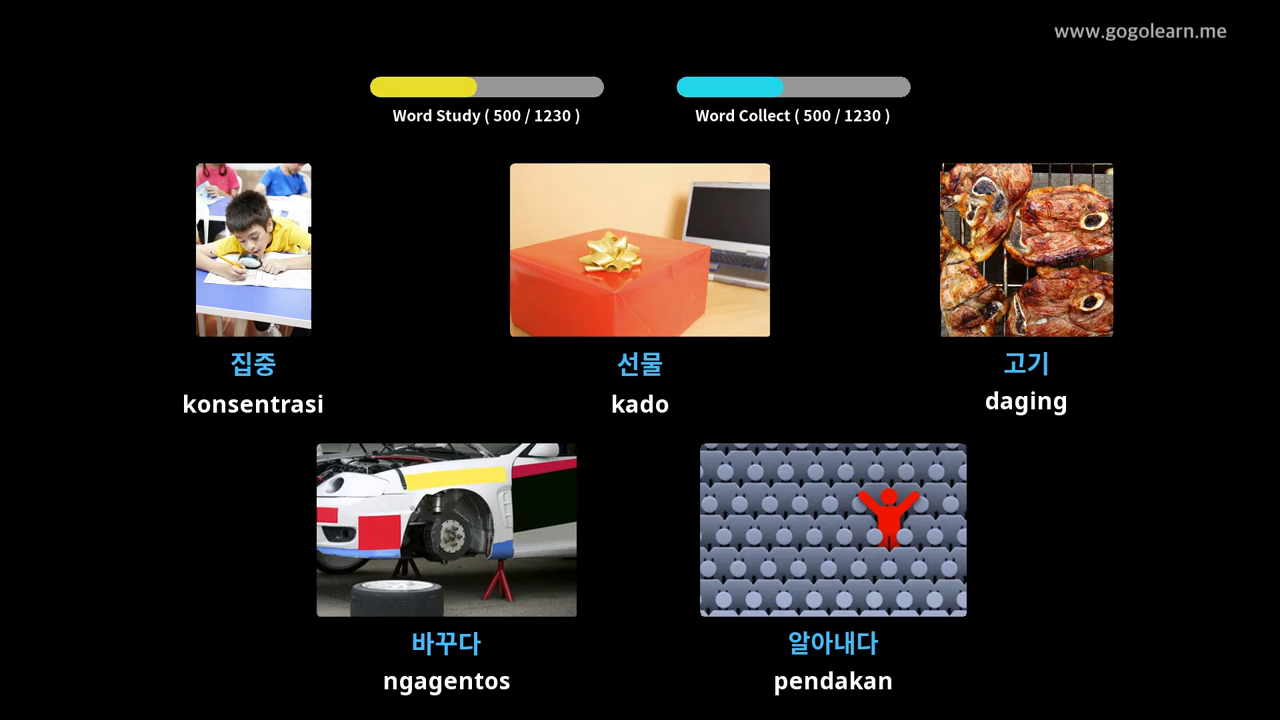 www.gogolearn.me
Word Study ( 500 / 1230 )
Word Collect ( 500 / 1230 )
집중
konsentrasi
선물
kado
고기
daging
바꾸다
ngagentos
알아내다
pendakan